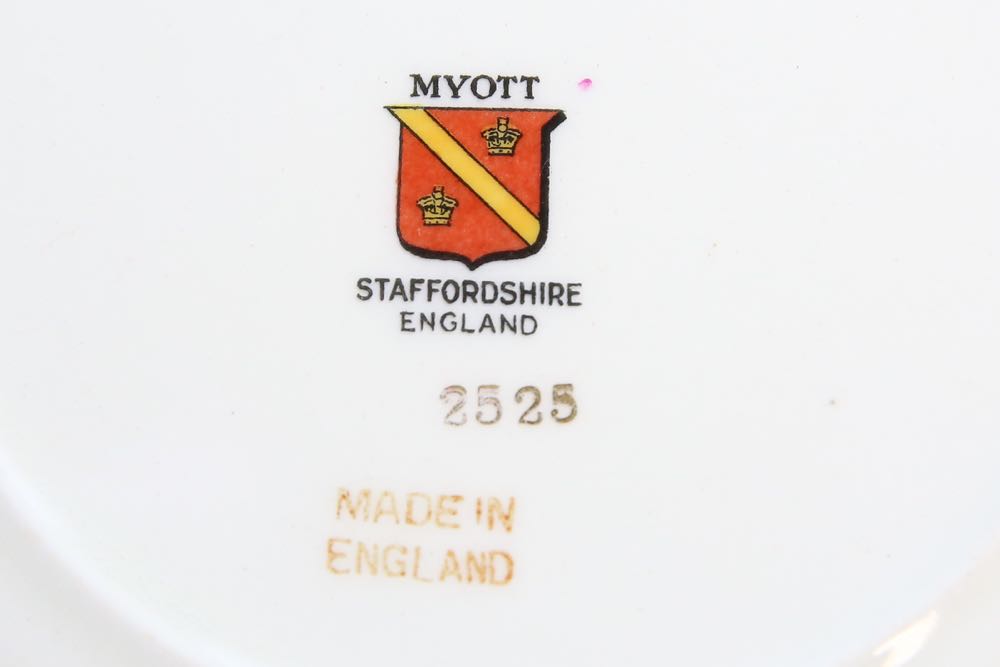 MYOTT
STAFFORDSHIRE
ENGLAND
2525
MADE IN
ENGLAND